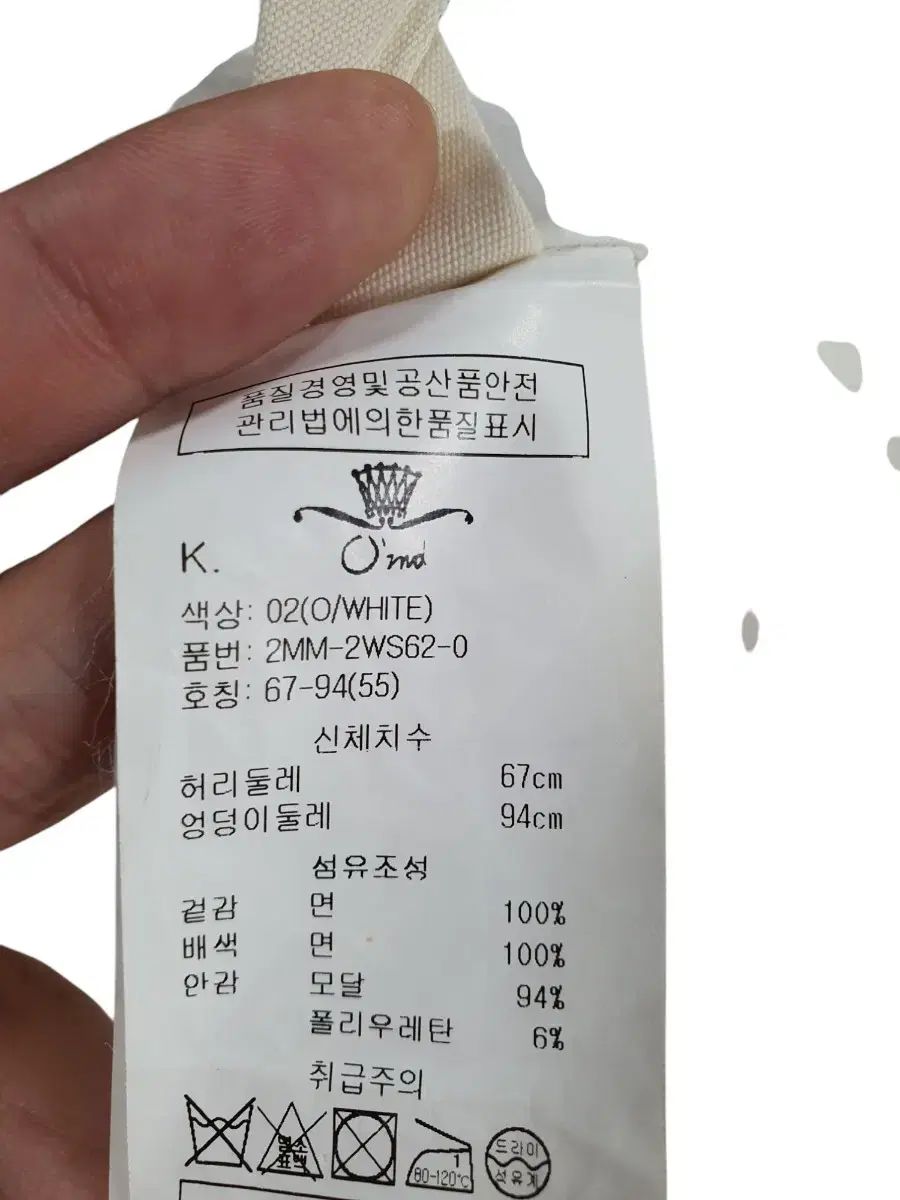 품질경영및공산품안전
관리법에의한품질표시
K.
O'md
색상: 02(O/WHITE)
품번: 2MM-2WS62-0
호칭: 67-94(55)
신체치수
허리둘레 67cm
엉덩이둘레 94cm
섬유조성
겉감 면 100%
배색 면 100%
안감 모달 94%
폴리우레탄 6%
취급주의
염소
표백
1
80-120℃
드라이
석유계